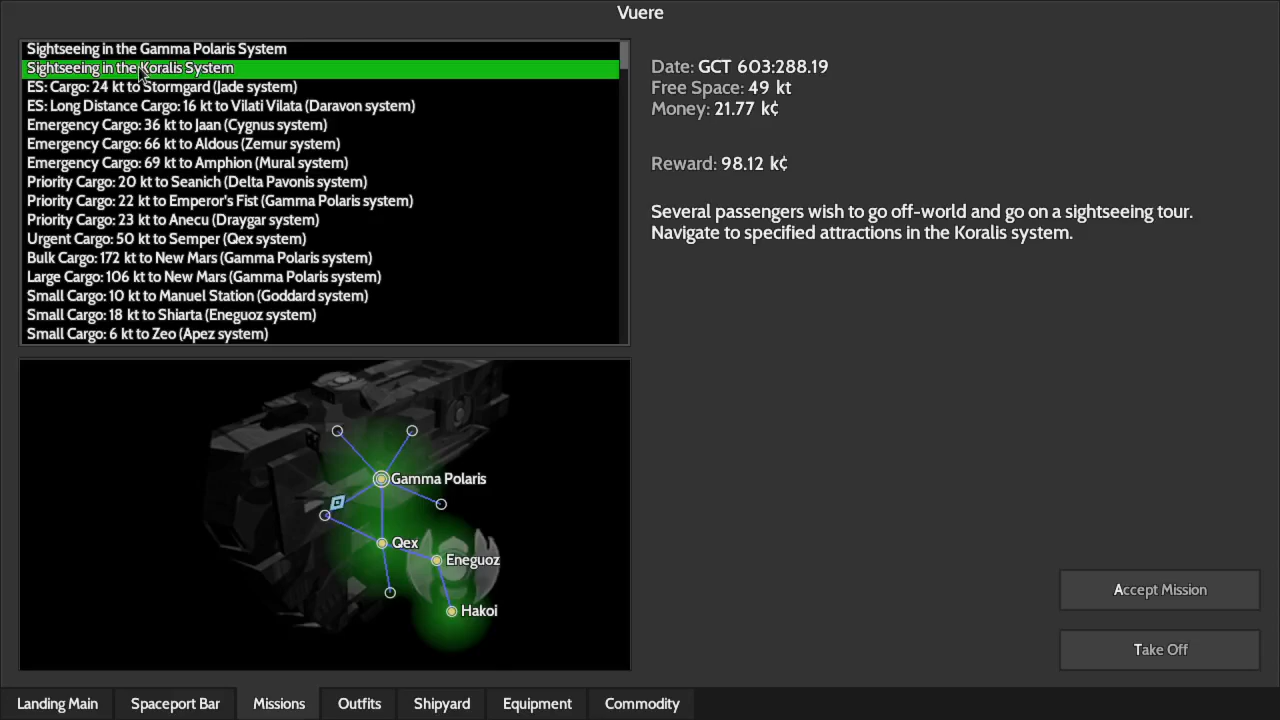 Vuere
Sightseeing in the Gamma Polaris System
Sightseeing in the Koralis System
ES: Cargo: 24 kt to Stormgard (Jade system)
ES: Long Distance Cargo: 16 kt to Vilati Vilata (Daravon system)
Emergency Cargo: 36 kt to Jaan (Cygnus system)
Emergency Cargo: 66 kt to Aldous (Zemur system)
Emergency Cargo: 69 kt to Amphion (Mural system)
Priority Cargo: 20 kt to Seanich (Delta Pavonis system)
Priority Cargo: 22 kt to Emperor's Fist (Gamma Polaris system)
Priority Cargo: 23 kt to Anecu (Draygar system)
Urgent Cargo: 50 kt to Semper (Qex system)
Bulk Cargo: 172 kt to New Mars (Gamma Polaris system)
Large Cargo: 106 kt to New Mars (Gamma Polaris system)
Small Cargo: 10 kt to Manuel Station (Goddard system)
Small Cargo: 18 kt to Shiarta (Eneguoz system)
Small Cargo: 6 kt to Zeo (Apez system)
Date: GCT 603:288.19
Free Space: 49 kt
Money: 21.77 k¢
Reward: 98.12 k¢
Several passengers wish to go off-world and go on a sightseeing tour.
Navigate to specified attractions in the Koralis system.
Gamma Polaris
Qex
Eneguoz
Hakoi
Accept Mission
Take Off
Landing Main
Spaceport Bar
Missions
Outfits
Shipyard
Equipment
Commodity